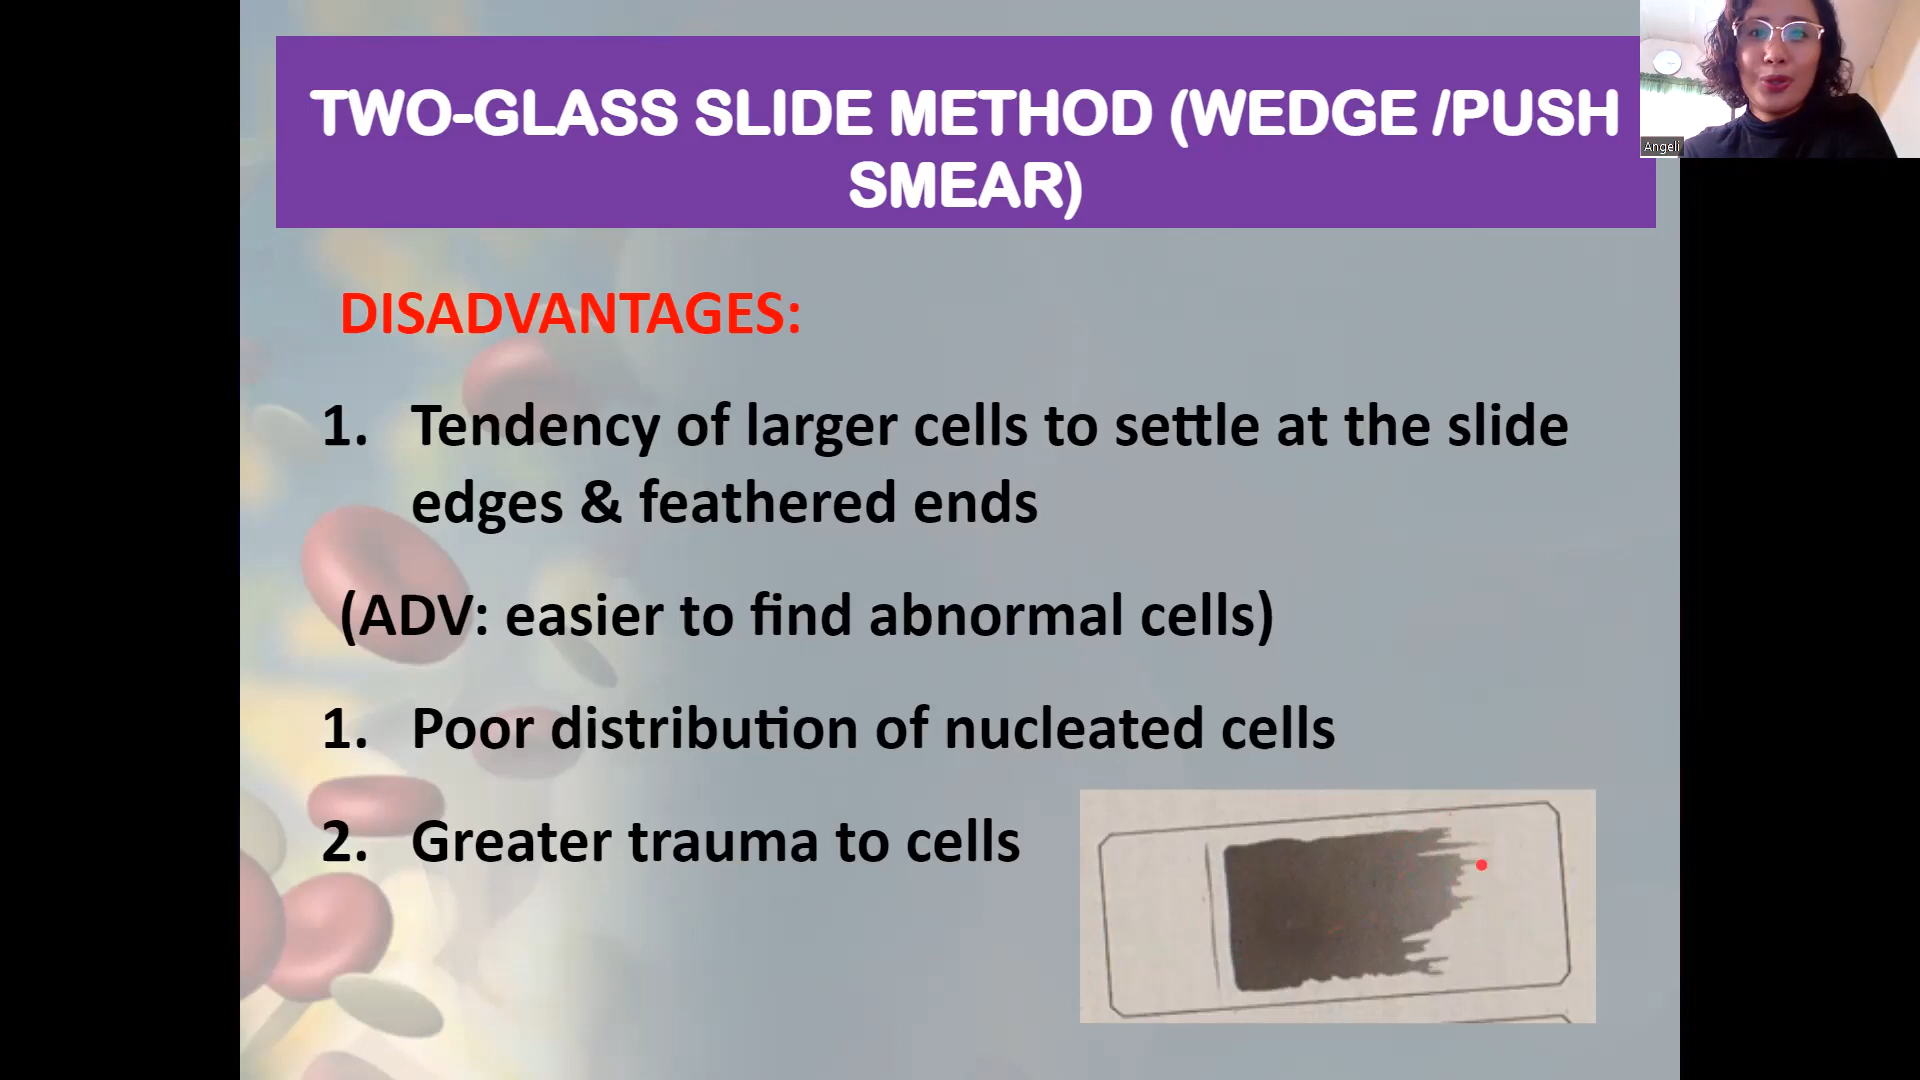 TWO-GLASS SLIDE METHOD (WEDGE /PUSH
SMEAR)
Angeli
DISADVANTAGES:
1. Tendency of larger cells to settle at the slide
edges & feathered ends
(ADV: easier to find abnormal cells)
1. Poor distribution of nucleated cells
2. Greater trauma to cells